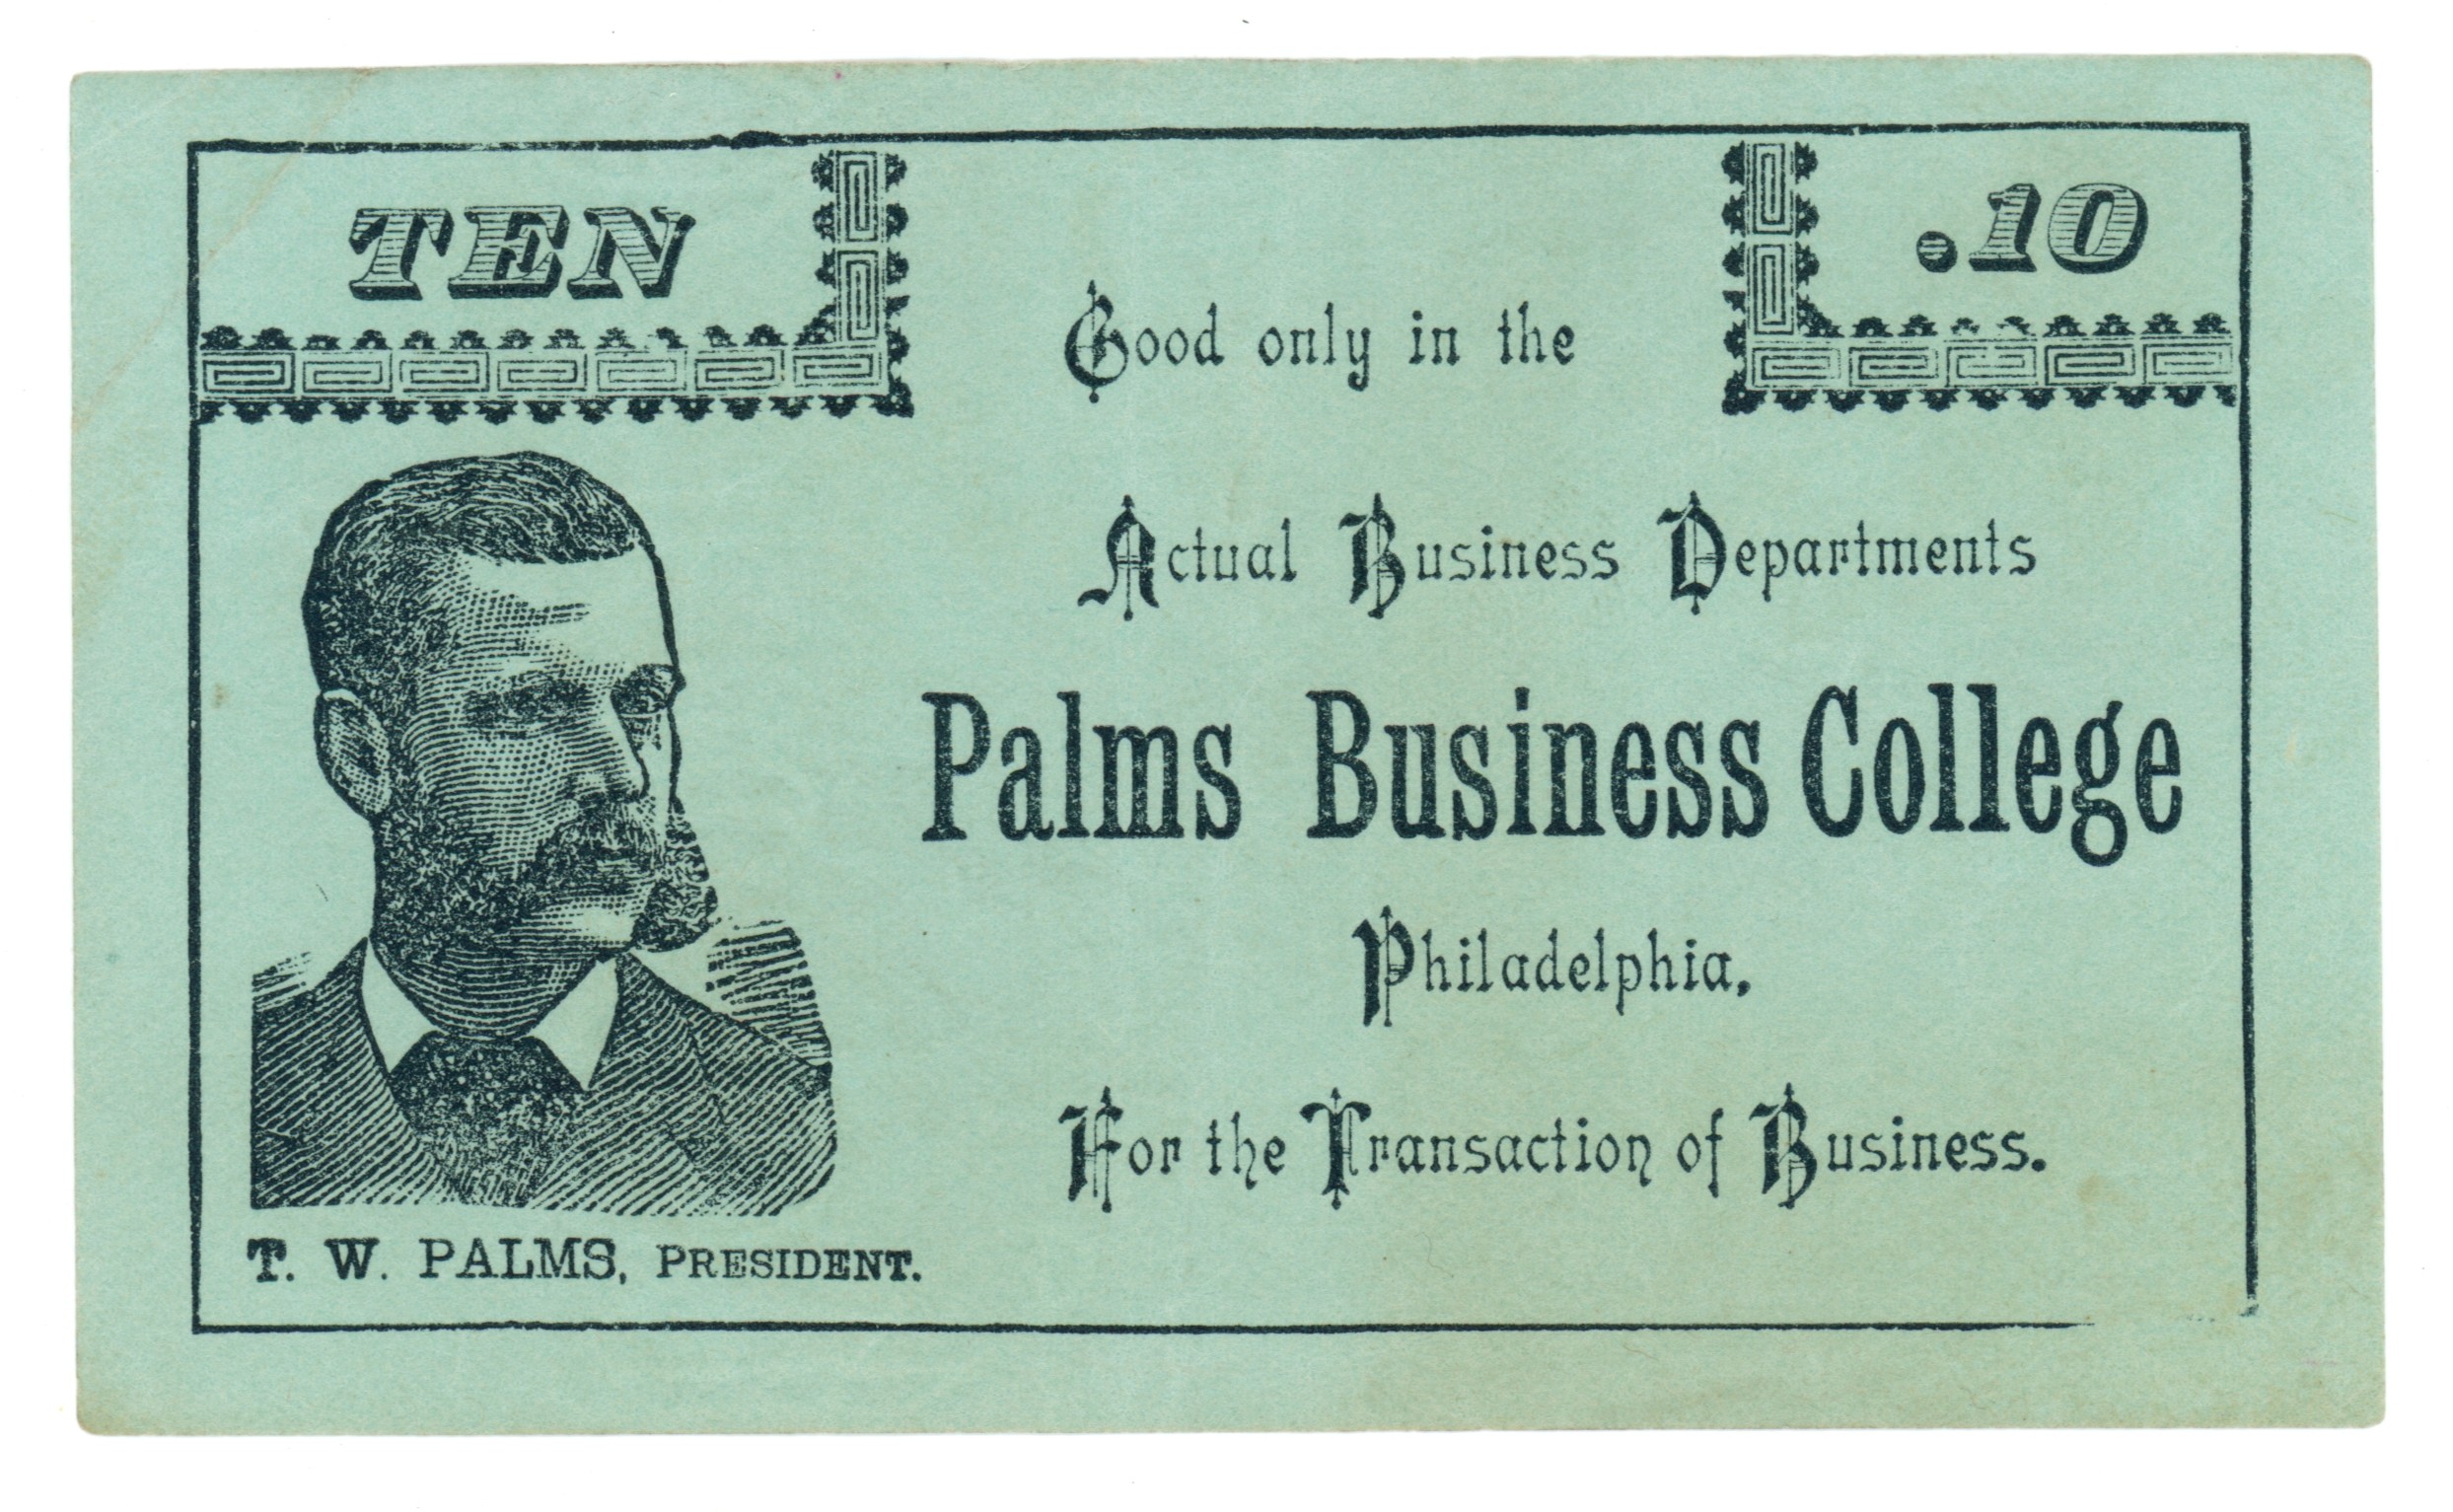 TEN
.10
Good only in the
Actual Business Departments
Palms Business College
Philadelphia.
For the Transaction of Business.
T. W. PALMS, PRESIDENT.